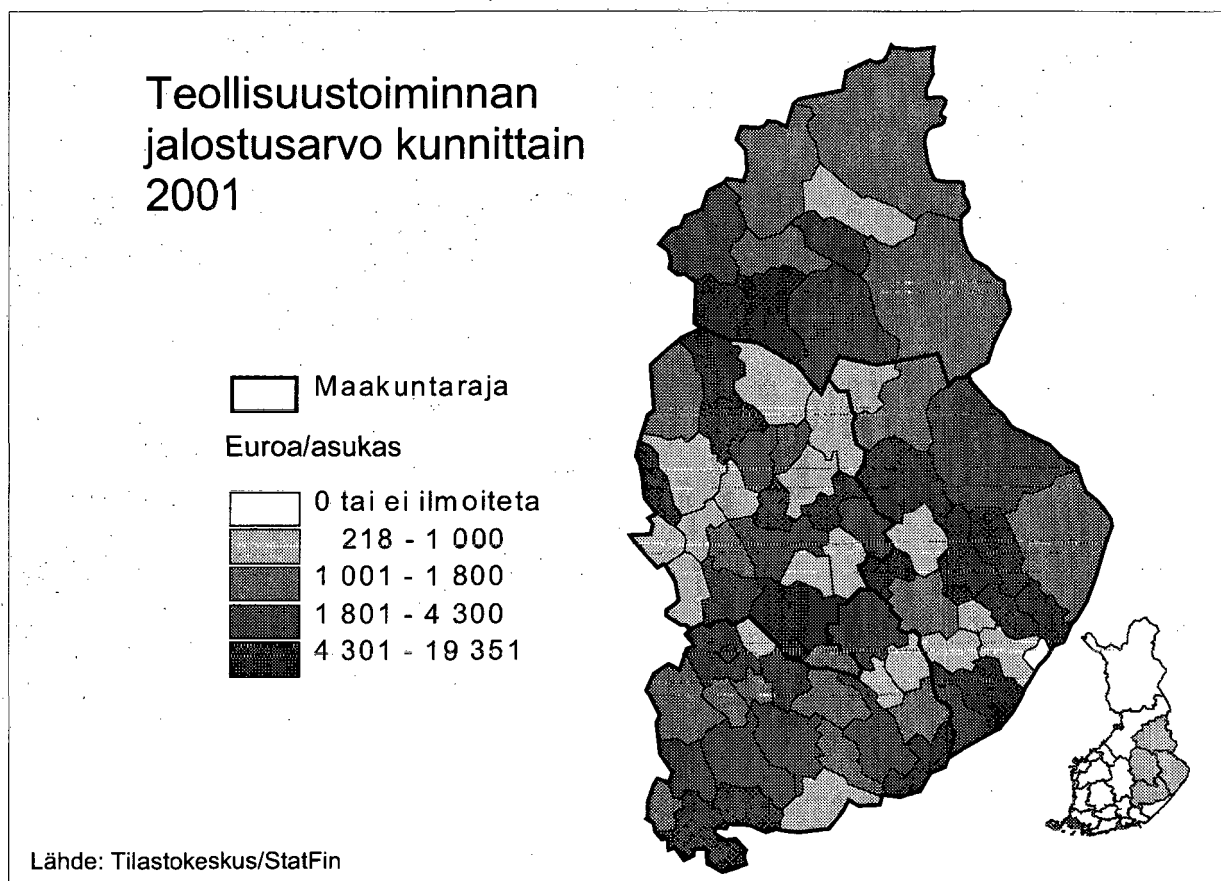 Teollisuustoiminnan
jalostusarvo kunnittain
2001
Maakuntaraja
Euroa/asukas
0 tai ei ilmoiteta
218 - 1 000
1 001 - 1 800
1 801 - 4 300
4 301 - 19 351
Lähde: Tilastokeskus/StatFin